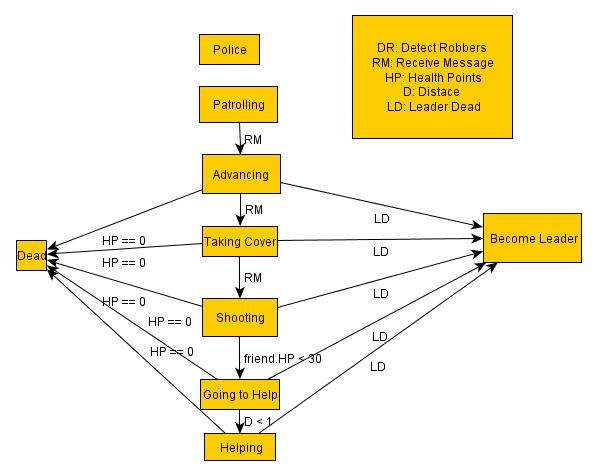 Police
DR: Detect Robbers
RM: Receive Message
HP: Health Points
D: Distace
LD: Leader Dead
Patrolling
RM
Advancing
RM
LD
HP == 0
Dead
Taking Cover
Become Leader
HP == 0
LD
RM
HP == 0
Shooting
LD
HP == 0
LD
HP == 0
friend.HP < 30
LD
Going to Help
D < 1
Helping